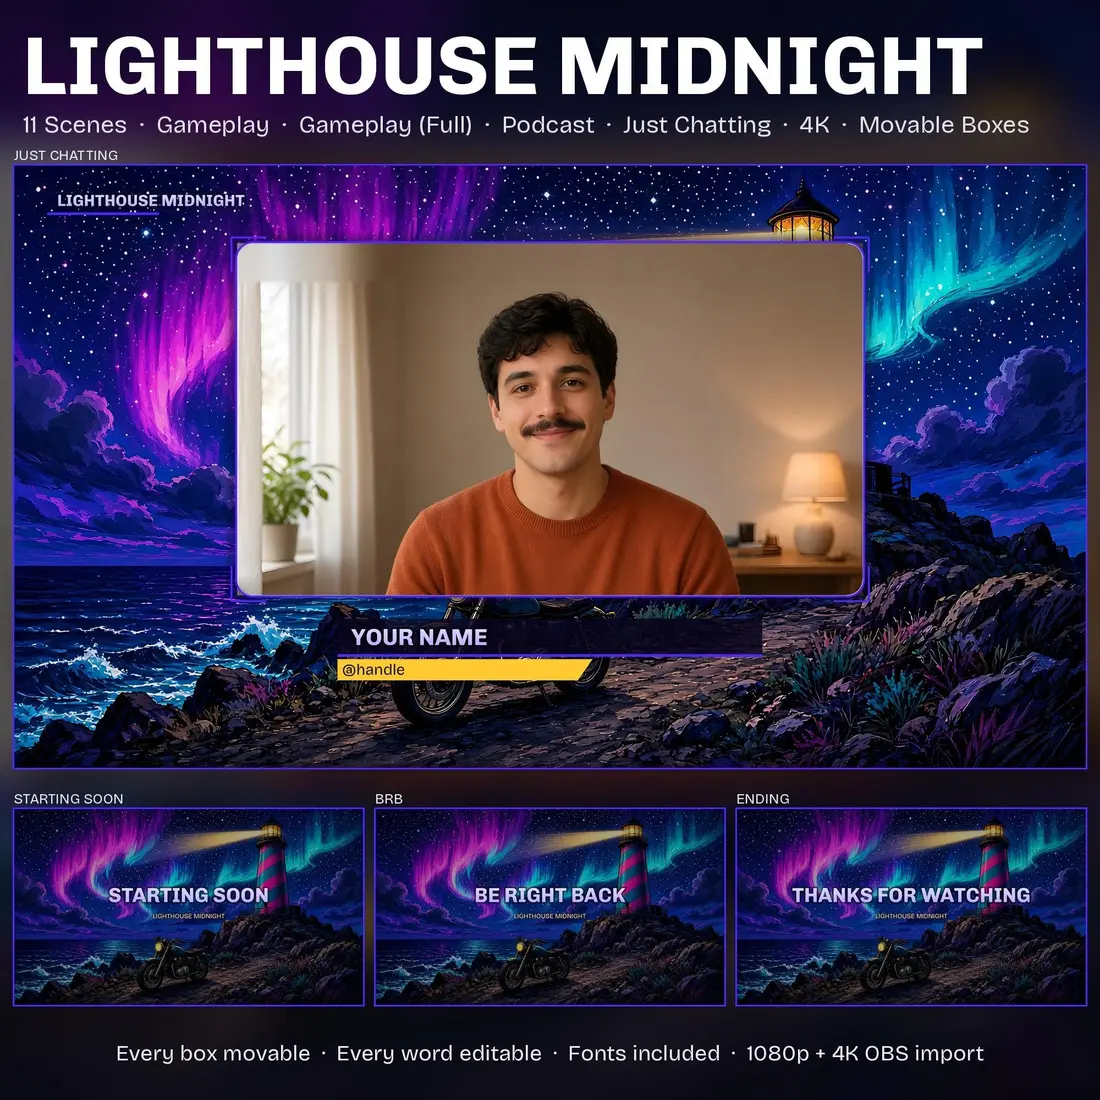 LIGHTHOUSE MIDNIGHT
11 Scenes · Gameplay · Gameplay (Full) · Podcast · Just Chatting · 4K · Movable Boxes
JUST CHATTING
LIGHTHOUSE MIDNIGHT
YOUR NAME
@handle
STARTING SOON
BRB
ENDING
STARTING SOON
LIGHTHOUSE MIDNIGHT
BE RIGHT BACK
LIGHTHOUSE MIDNIGHT
THANKS FOR WATCHING
LIGHTHOUSE MIDNIGHT
Every box movable · Every word editable · Fonts included · 1080p + 4K OBS import